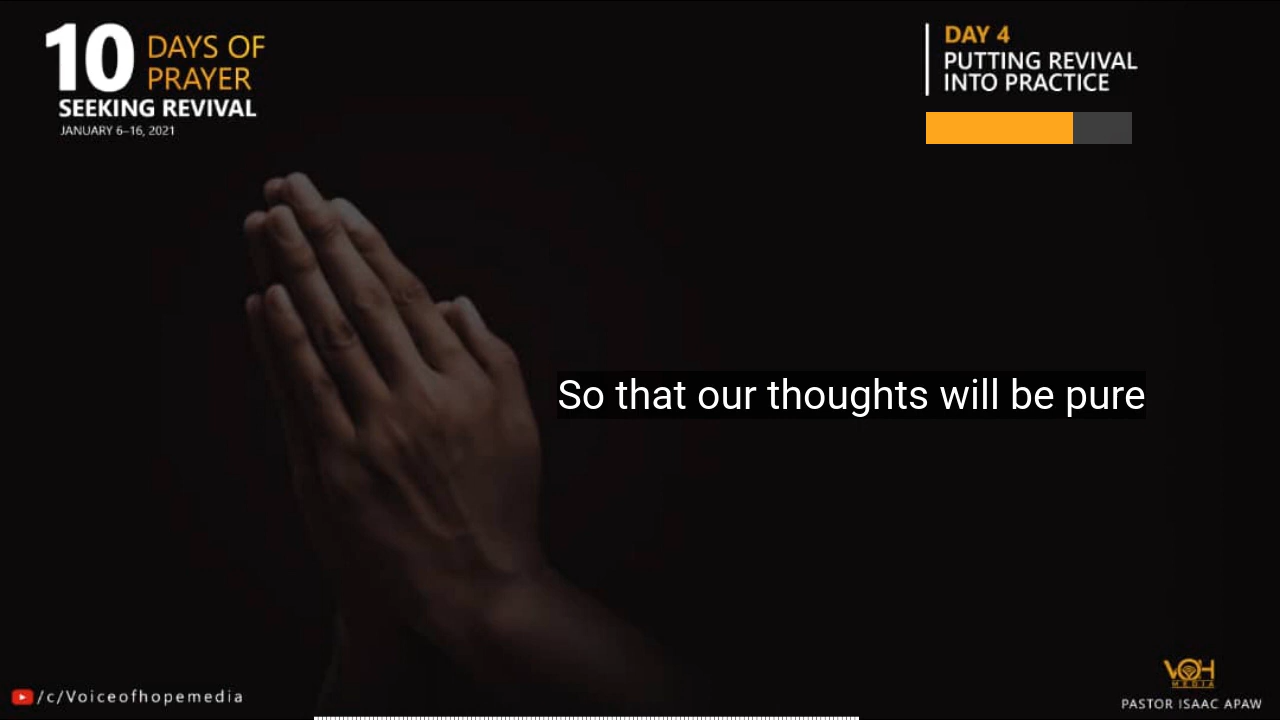 10 DAYS OF
PRAYER
SEEKING REVIVAL
JANUARY 6–16, 2021
DAY 4
PUTTING REVIVAL
INTO PRACTICE
So that our thoughts will be pure
/c/Voiceofhopemedia
VOH
MEDIA
PASTOR ISAAC APAW